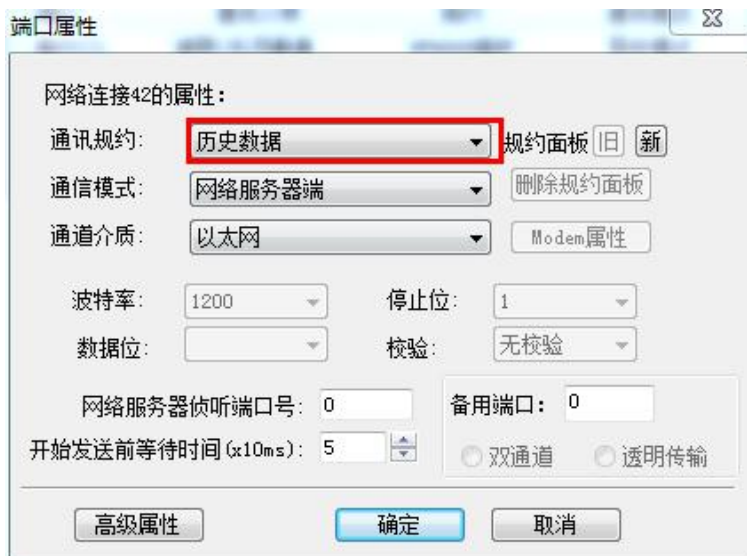 端口属性
网络连接42的属性：
通讯规约： 历史数据 规约面板 旧 新
通信模式： 网络服务器端 删除规约面板
通道介质： 以太网 Modem属性
波特率： 1200 停止位： 1
数据位： 校验： 无校验
网络服务器侦听端口号： 0 备用端口： 0
开始发送前等待时间(x10ms)： 5 双通道 透明传输
高级属性 确定 取消